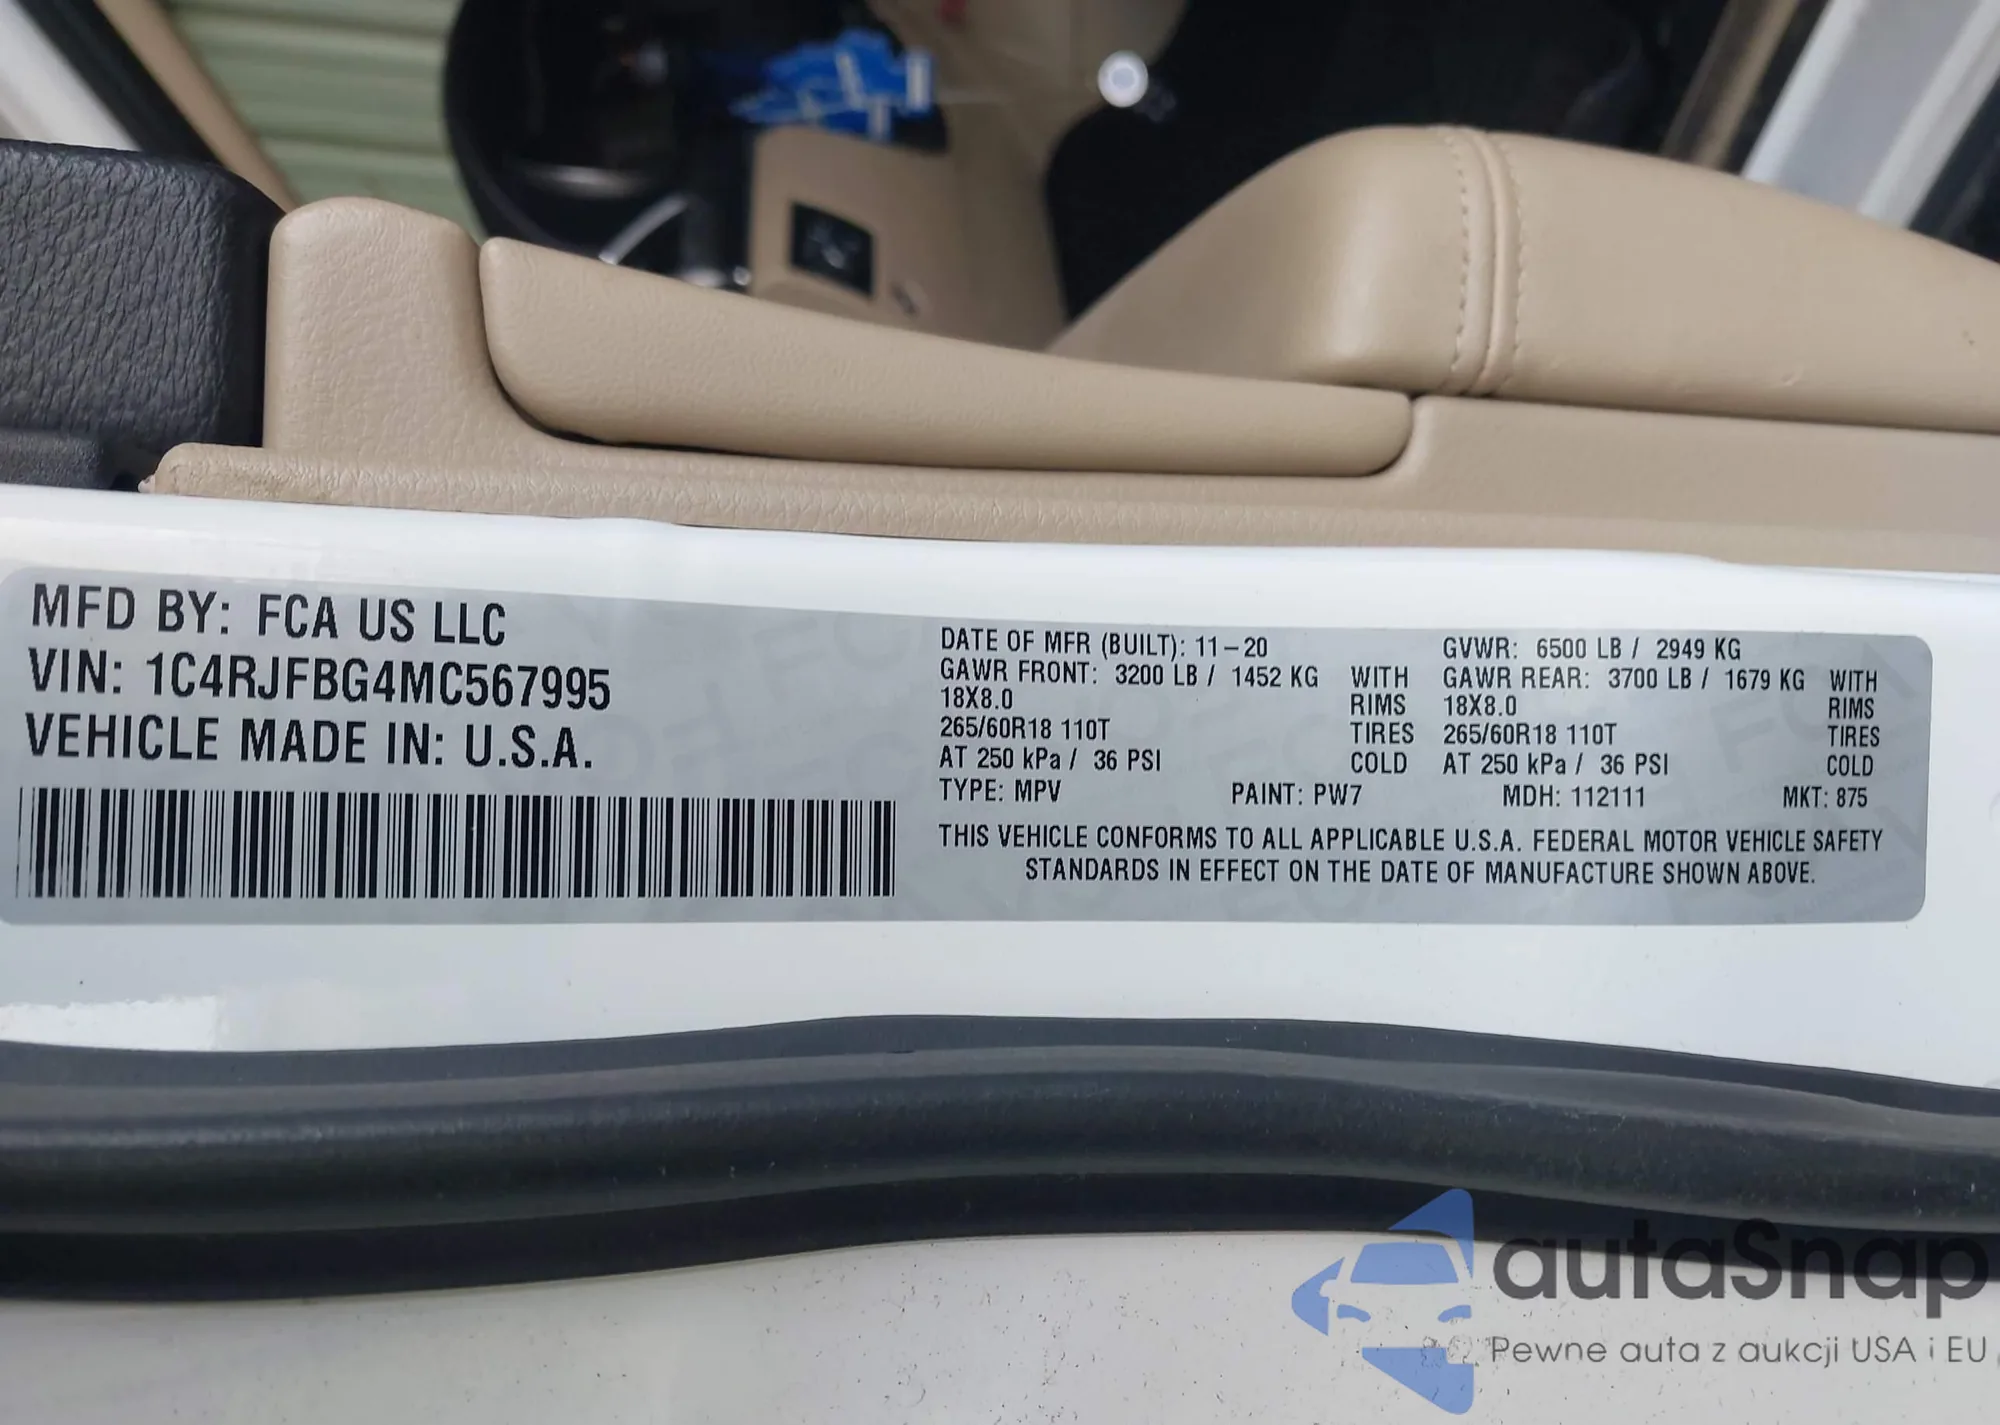 MFD BY: FCA US LLC
VIN: 1C4RJFBG4MC567995
VEHICLE MADE IN: U.S.A.
DATE OF MFR (BUILT): 11-20 GVWR: 6500 LB / 2949 KG
GAWR FRONT: 3200 LB / 1452 KG WITH GAWR REAR: 3700 LB / 1679 KG WITH
18X8.0 RIMS 18X8.0 RIMS
265/60R18 110T TIRES 265/60R18 110T TIRES
AT 250 kPa / 36 PSI COLD AT 250 kPa / 36 PSI COLD
TYPE: MPV PAINT: PW7 MDH: 112111 MKT: 875
THIS VEHICLE CONFORMS TO ALL APPLICABLE U.S.A. FEDERAL MOTOR VEHICLE SAFETY
STANDARDS IN EFFECT ON THE DATE OF MANUFACTURE SHOWN ABOVE.
autaSnap
Pewne auta z aukcji USA i EU